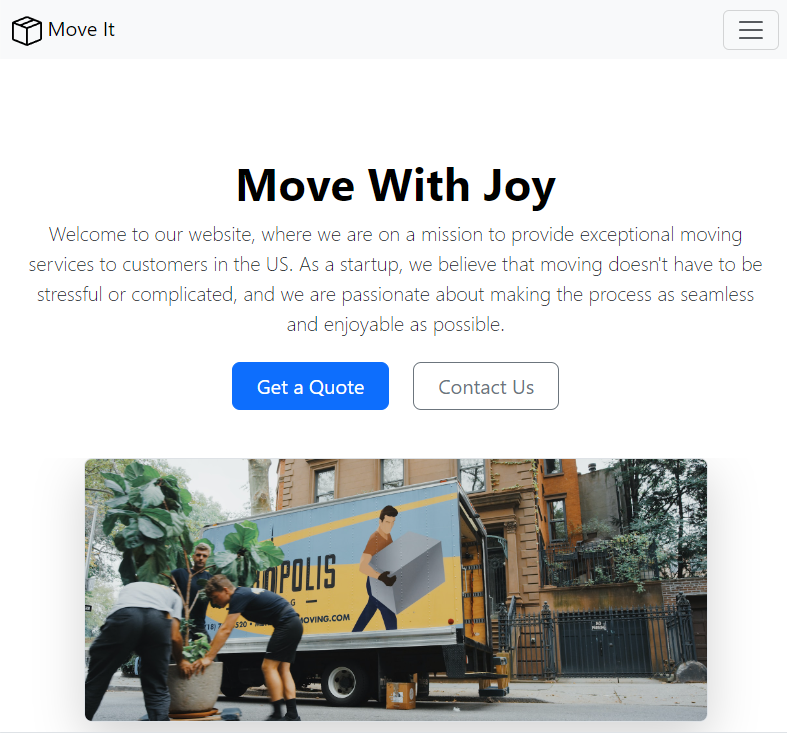 Move It
Move With Joy
Welcome to our website, where we are on a mission to provide exceptional moving
services to customers in the US. As a startup, we believe that moving doesn't have to be
stressful or complicated, and we are passionate about making the process as seamless
and enjoyable as possible.
Get a Quote
Contact Us
OPOLIS
G
MOVING.COM
NO
PARKING